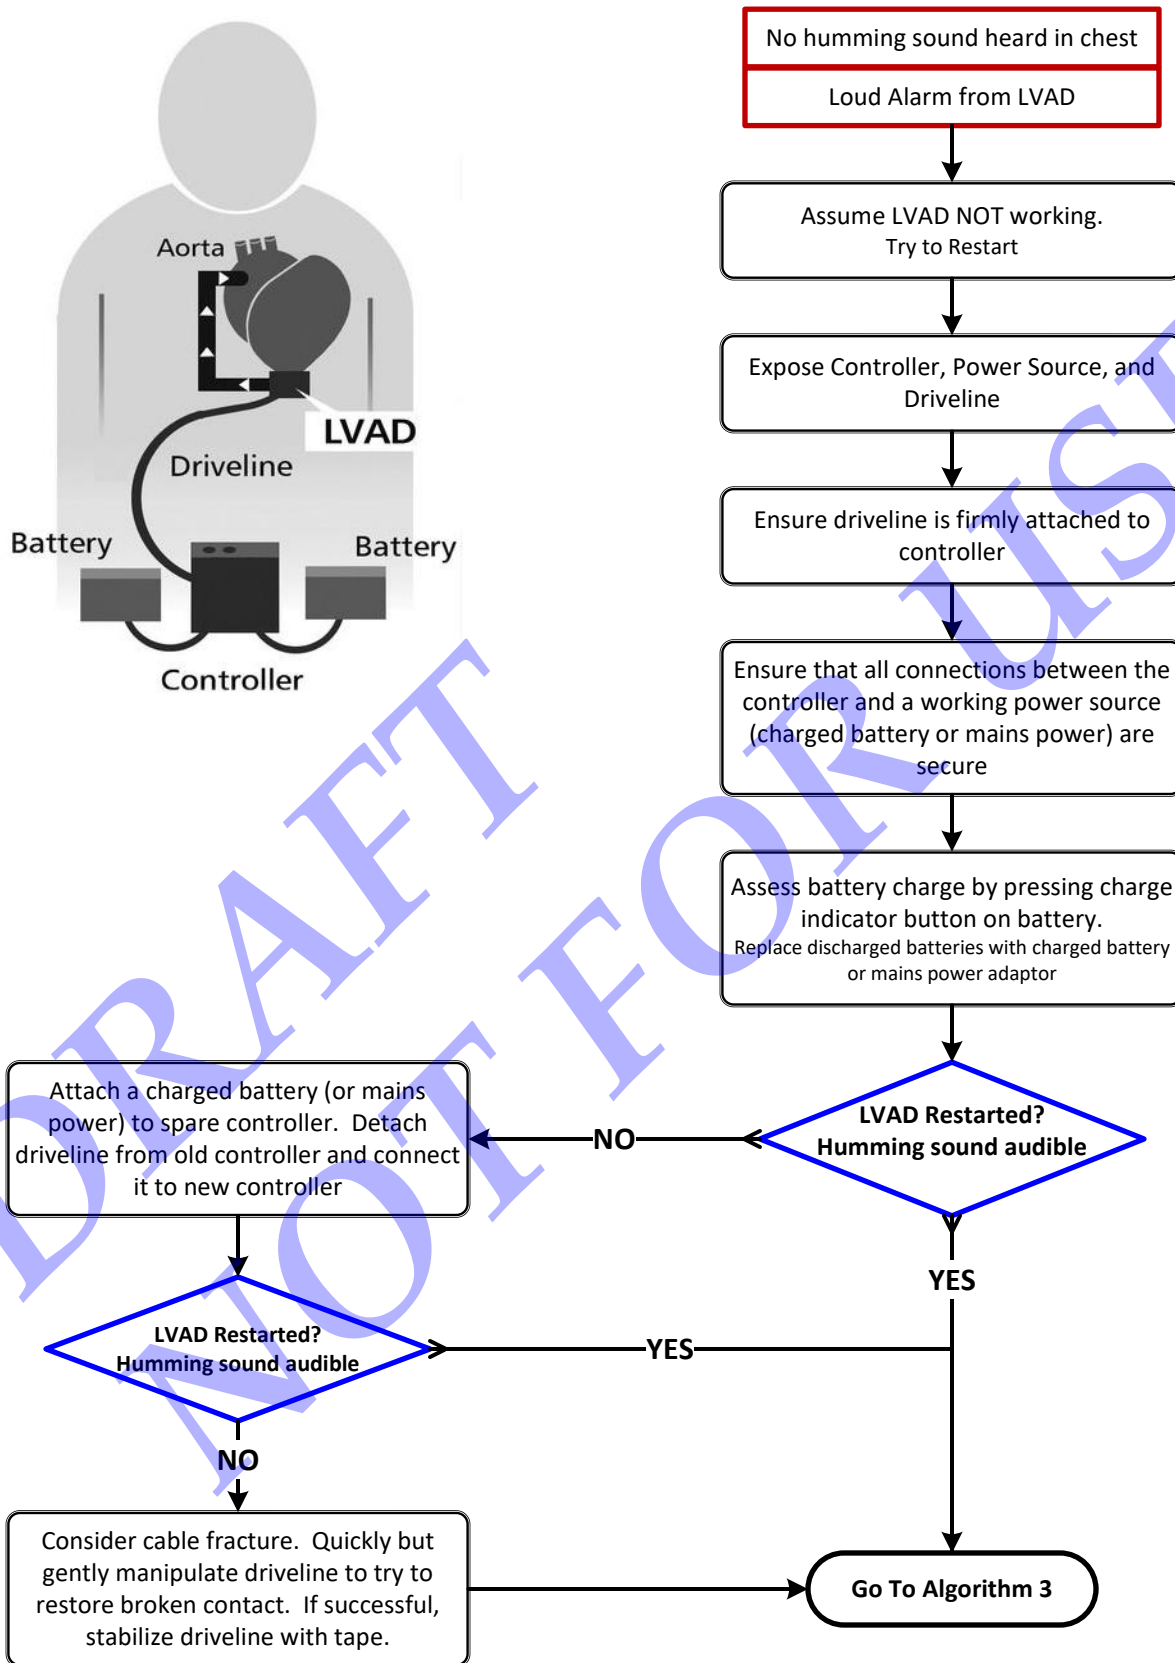 No humming sound heard in chest
Loud Alarm from LVAD
Assume LVAD NOT working.
Try to Restart
Expose Controller, Power Source, and
Driveline
Ensure driveline is firmly attached to
controller
Ensure that all connections between the
controller and a working power source
(charged battery or mains power) are
secure
Assess battery charge by pressing charge
indicator button on battery.
Replace discharged batteries with charged battery
or mains power adaptor
LVAD Restarted?
Humming sound audible
NO
YES
Attach a charged battery (or mains
power) to spare controller.  Detach
driveline from old controller and connect
it to new controller
LVAD Restarted?
Humming sound audible
YES
NO
Consider cable fracture.  Quickly but
gently manipulate driveline to try to
restore broken contact.  If successful,
stabilize driveline with tape.
Go To Algorithm 3
Aorta
LVAD
Driveline
Battery
Battery
Controller
DRAFT
NOT FOR